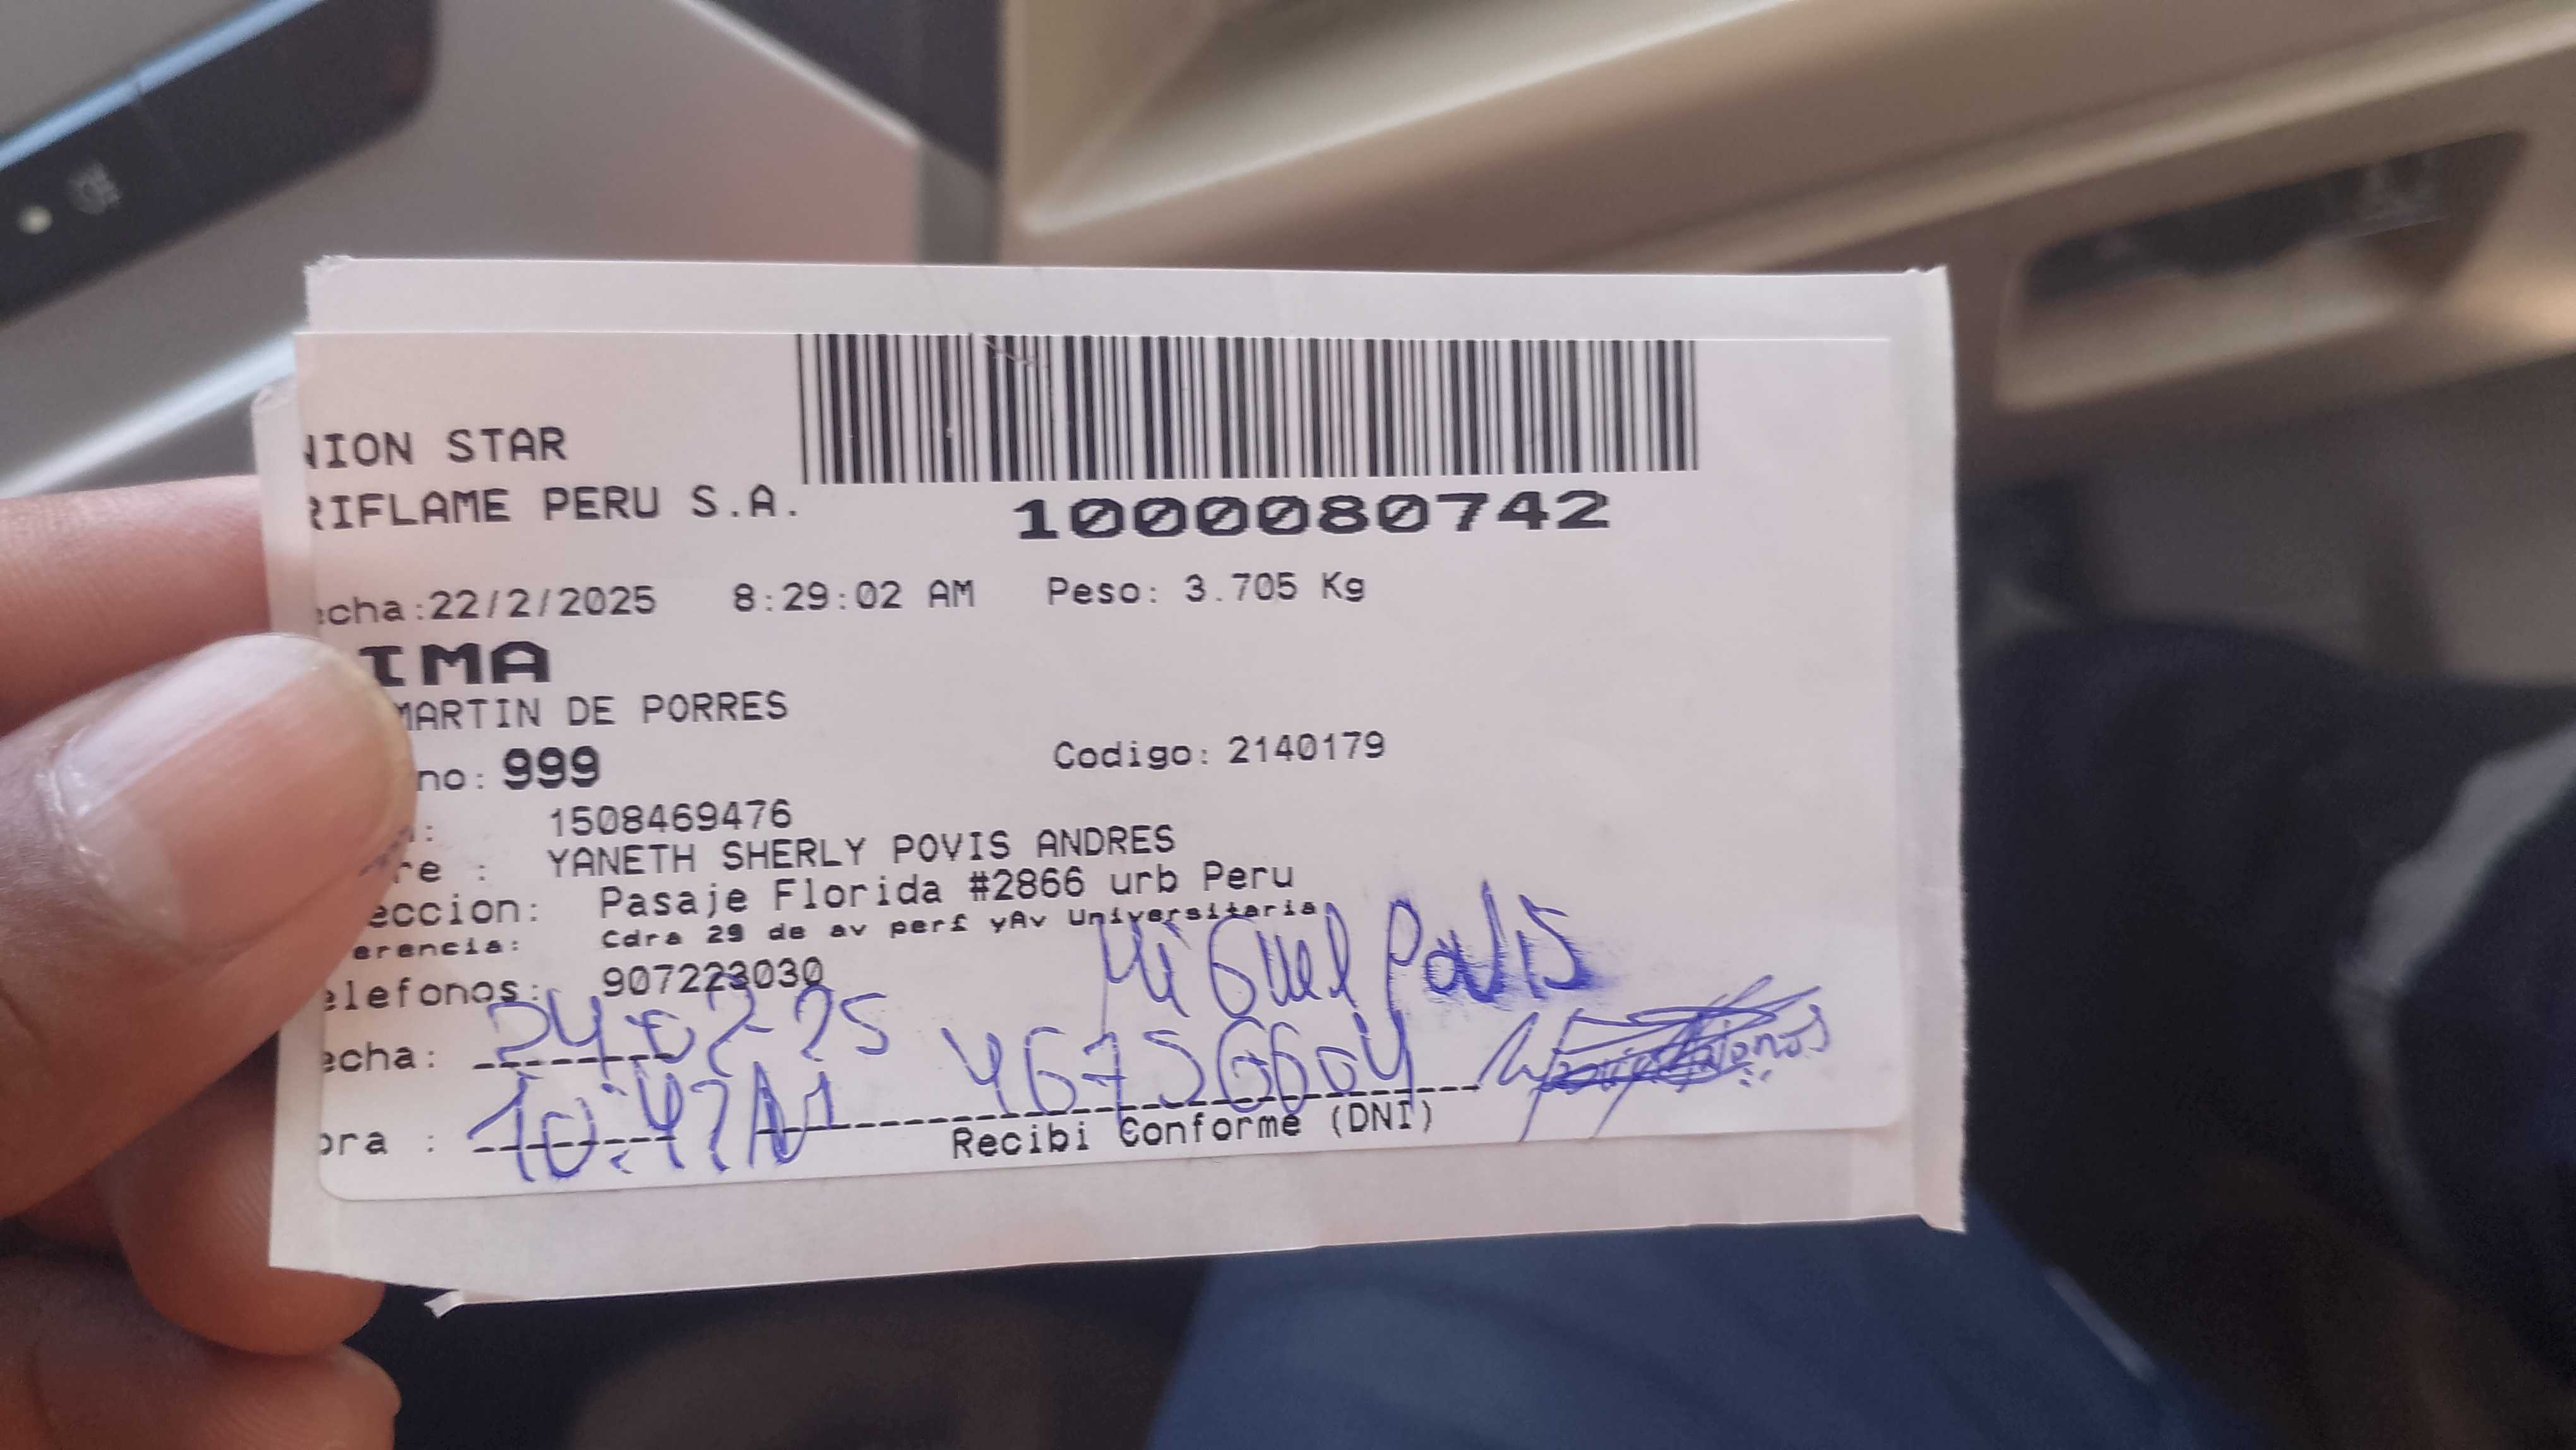 NION STAR
RIFLAME PERU S.A.
1000080742
echa:22/2/2025 8:29:02 AM Peso: 3.705 Kg
IMA
MARTIN DE PORRES
no: 999 Codigo: 2140179
1508469476
re : YANETH SHERLY POVIS ANDRES
eccion: Pasaje Florida #2866 urb Peru
erencia: Cdra 29 de av perf yAv Universitaria
elefonos: 907223030
Miguel Povis
echa: 24 02 25 46756604
ora : 10:47AM
Recibi Conforme (DNI)